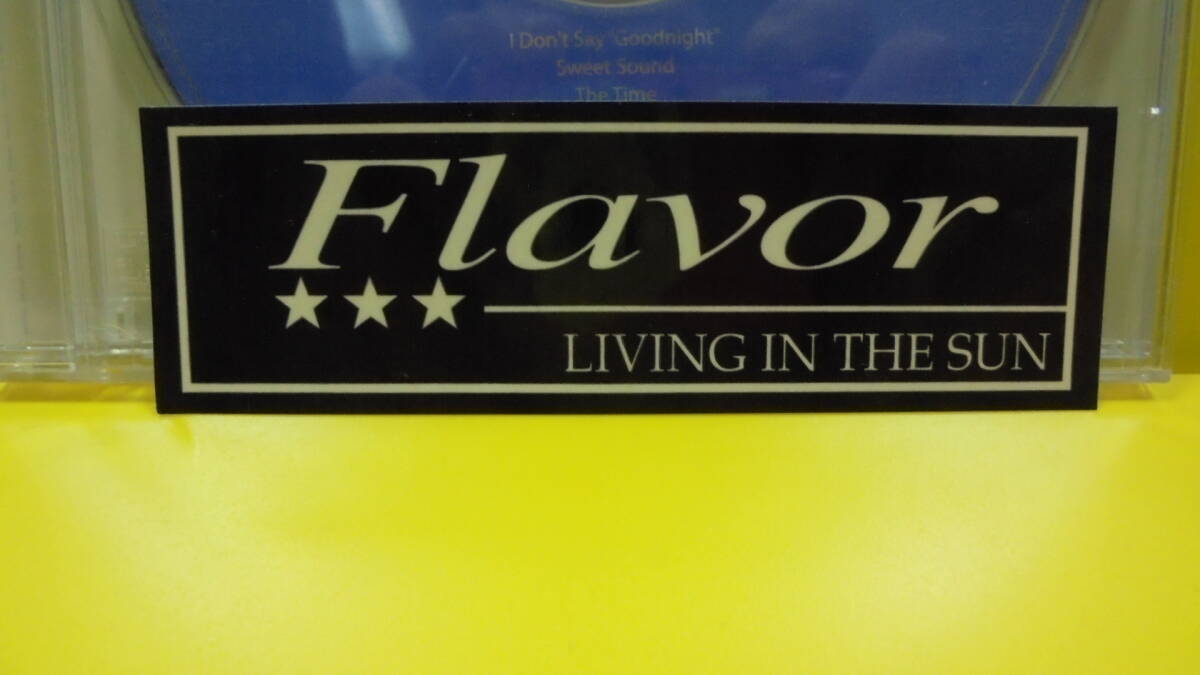 I Don't Say "Goodnight"
Sweet Sound
The Time
Flavor
★★★
LIVING IN THE SUN